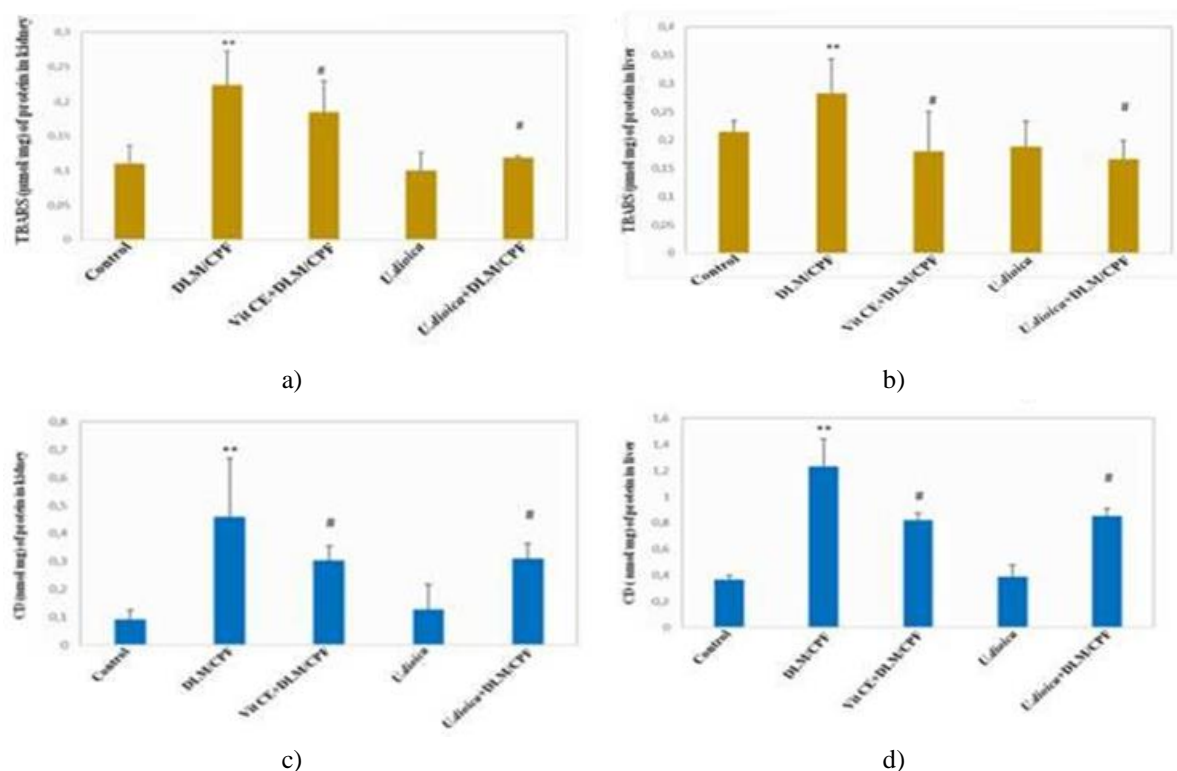 TBARS (µmol mg) of protein in kidney
0,3
**
0,25
#
0,2
0,15
#
0,1
0,05
0
Control
DLM/CPF
Vit CE+DLM/CPF
U.dioica
U.dioica+DLM/CPF
a)
TBARS (µmol mg) of protein in liver
0,4
0,35
**
0,3
#
#
0,25
0,2
0,15
0,1
0,05
0
Control
DLM/CPF
Vit CE+DLM/CPF
U.dioica
U.dioica+DLM/CPF
b)
CD (nmol mg) of protein in kidney
0,8
0,7
**
0,6
0,5
#
#
0,4
0,3
0,2
0,1
0
Control
DLM/CPF
Vit CE+DLM/CPF
U.dioica
U.dioica+DLM/CPF
c)
CD ( nmol mg) of protein in liver
1,6
**
1,4
1,2
#
#
1
0,8
0,6
0,4
0,2
0
Control
DLM/CPF
Vit CE+DLM/CPF
U.dioica
U.dioica+DLM/CPF
d)